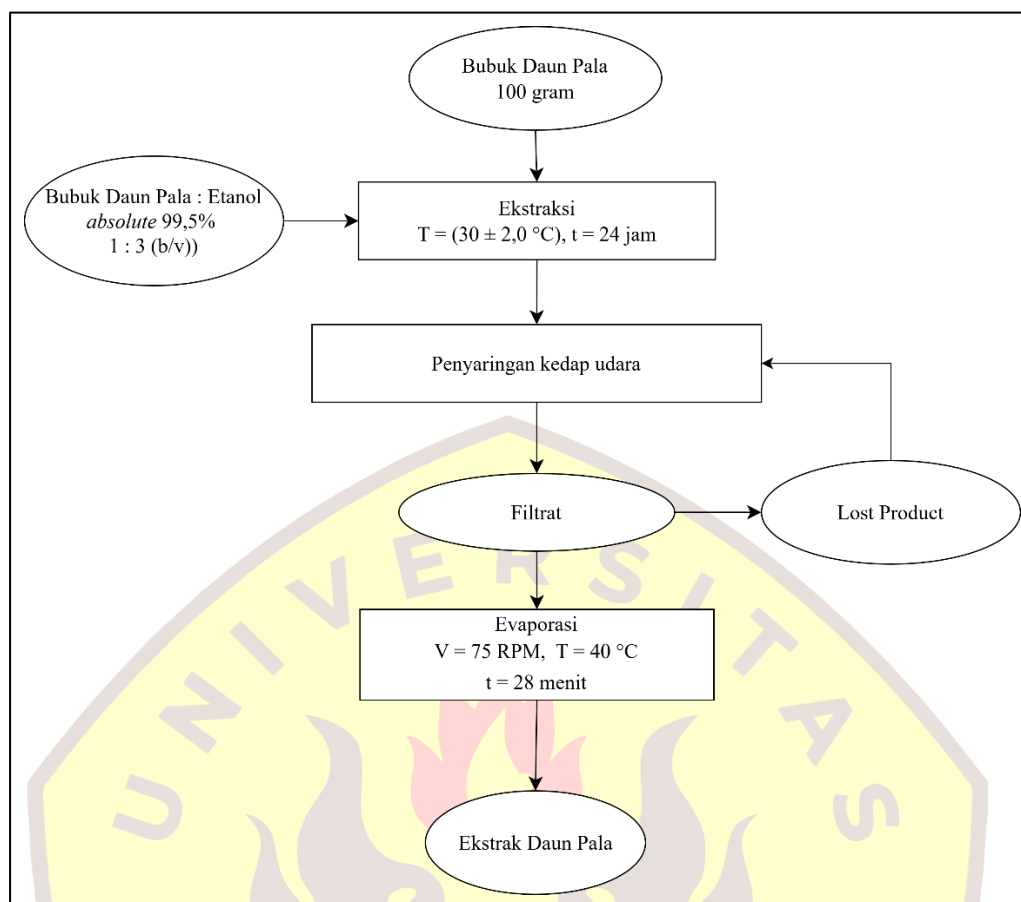 Bubuk Daun Pala
100 gram
Bubuk Daun Pala : Etanol
absolute 99,5%
1 : 3 (b/v))
Ekstraksi
T = (30 ± 2,0 °C), t = 24 jam
Penyaringan kedap udara
Filtrat
Lost Product
Evaporasi
V = 75 RPM,  T = 40 °C
t = 28 menit
Ekstrak Daun Pala
UNIVERSITAS